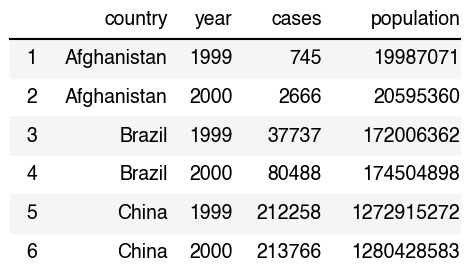 country year cases population
1 Afghanistan 1999 745 19987071
2 Afghanistan 2000 2666 20595360
3 Brazil 1999 37737 172006362
4 Brazil 2000 80488 174504898
5 China 1999 212258 1272915272
6 China 2000 213766 1280428583